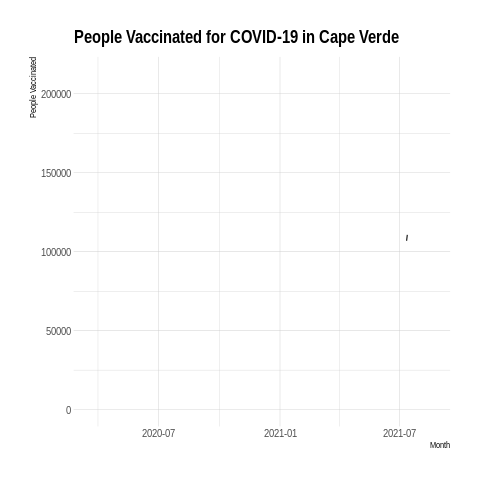 People Vaccinated for COVID-19 in Cape Verde
People Vaccinated
200000
150000
100000
50000
0
2020-07
2021-01
2021-07
Month